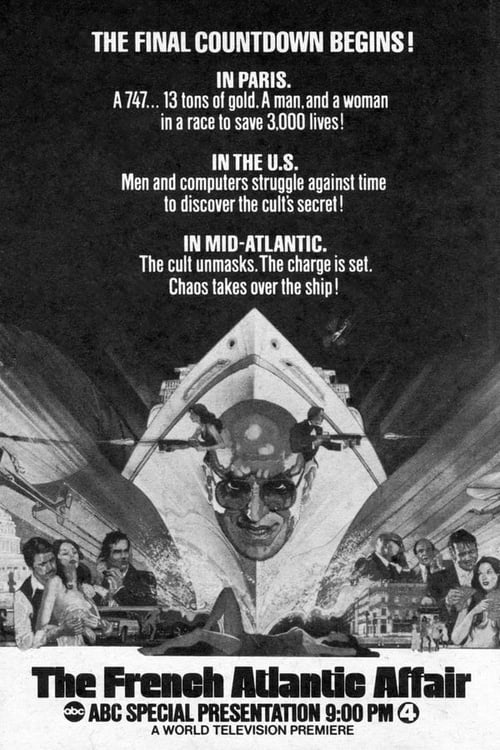 THE FINAL COUNTDOWN BEGINS!
IN PARIS.
A 747... 13 tons of gold. A man, and a woman
in a race to save 3,000 lives!
IN THE U.S.
Men and computers struggle against time
to discover the cult's secret!
IN MID-ATLANTIC.
The cult unmasks. The charge is set.
Chaos takes over the ship!
The French Atlantic Affair
abc ABC SPECIAL PRESENTATION 9:00 PM 4
A WORLD TELEVISION PREMIERE